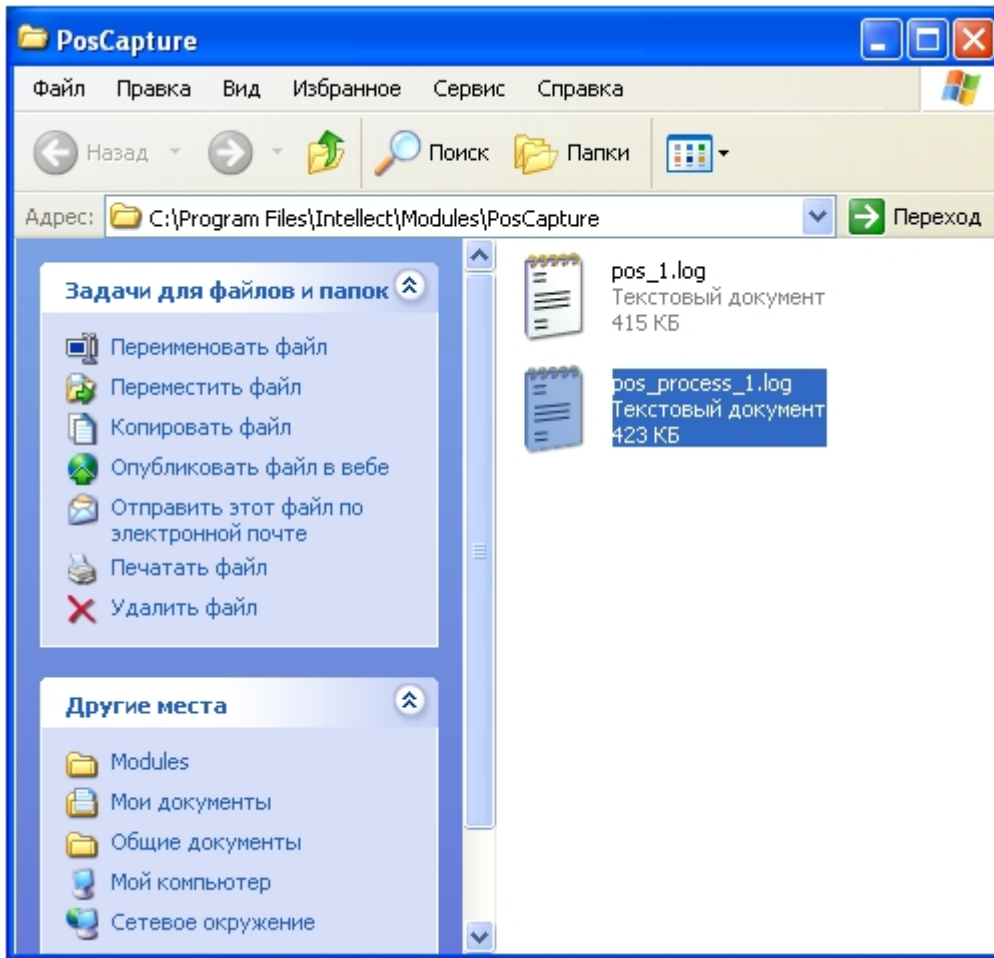 PosCapture
Файл Правка Вид Избранное Сервис Справка
Назад Поиск Папки
Адрес: C:\Program Files\Intellect\Modules\PosCapture Переход
Задачи для файлов и папок
Переименовать файл
Переместить файл
Копировать файл
Опубликовать файл в вебе
Отправить этот файл по
электронной почте
Печатать файл
Удалить файл
Другие места
Modules
Мои документы
Общие документы
Мой компьютер
Сетевое окружение
pos_1.log
Текстовый документ
415 КБ
pos_process_1.log
Текстовый документ
423 КБ